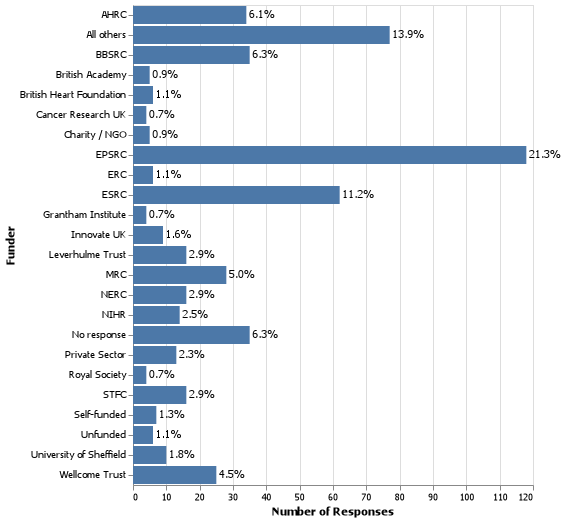 Funder
AHRC 6.1%
All others 13.9%
BBSRC 6.3%
British Academy 0.9%
British Heart Foundation 1.1%
Cancer Research UK 0.7%
Charity / NGO 0.9%
EPSRC 21.3%
ERC 1.1%
ESRC 11.2%
Grantham Institute 0.7%
Innovate UK 1.6%
Leverhulme Trust 2.9%
MRC 5.0%
NERC 2.9%
NIHR 2.5%
No response 6.3%
Private Sector 2.3%
Royal Society 0.7%
STFC 2.9%
Self-funded 1.3%
Unfunded 1.1%
University of Sheffield 1.8%
Wellcome Trust 4.5%
0 10 20 30 40 50 60 70 80 90 100 110 120
Number of Responses